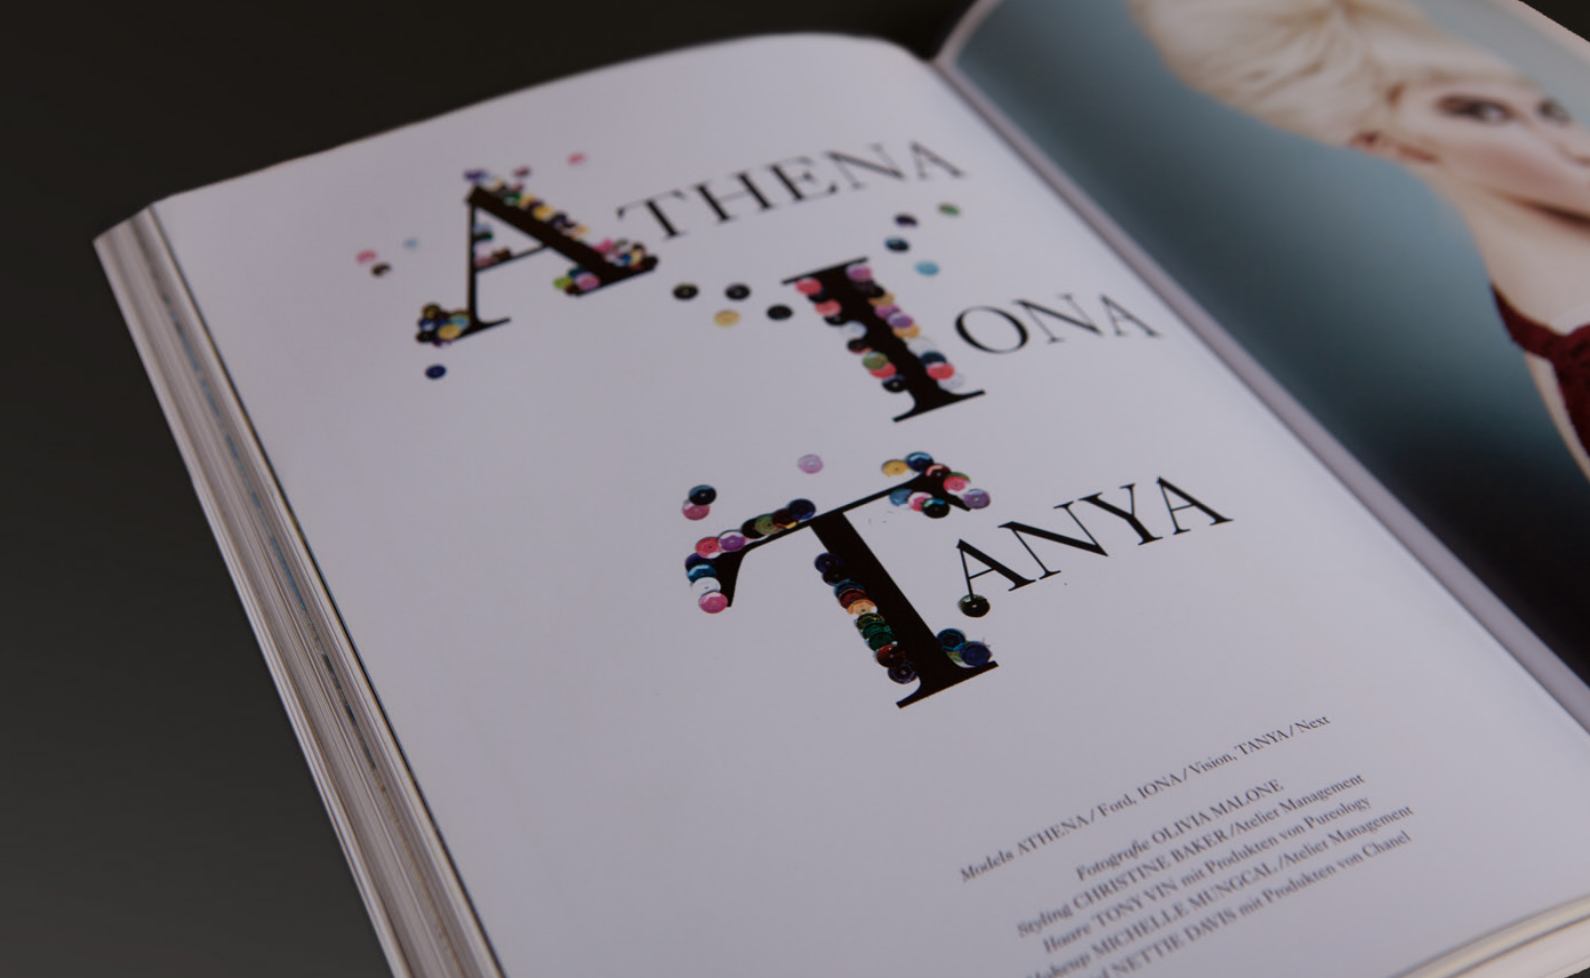 ATHENA
IONA
TANYA
Models ATHENA/Ford, IONA/Vision, TANYA/Next
Fotografie OLIVIA MALONE
Styling CHRISTINE BAKER/Atelier Management
Haare TONY VIN mit Produkten von Pureology
Makeup MICHELLE MUNGCAL/Atelier Management
NETTIE DAVIS mit Produkten von Chanel